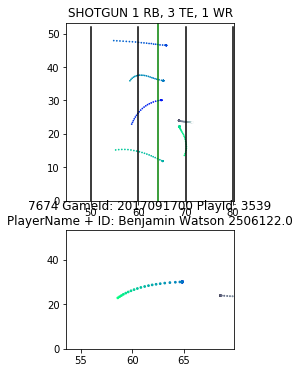 SHOTGUN 1 RB, 3 TE, 1 WR
50
40
30
20
10
0
50 60 70 80
7674 GameId: 2017091700 PlayId: 3539
PlayerName + ID: Benjamin Watson 2506122.0
40
20
0
55 60 65